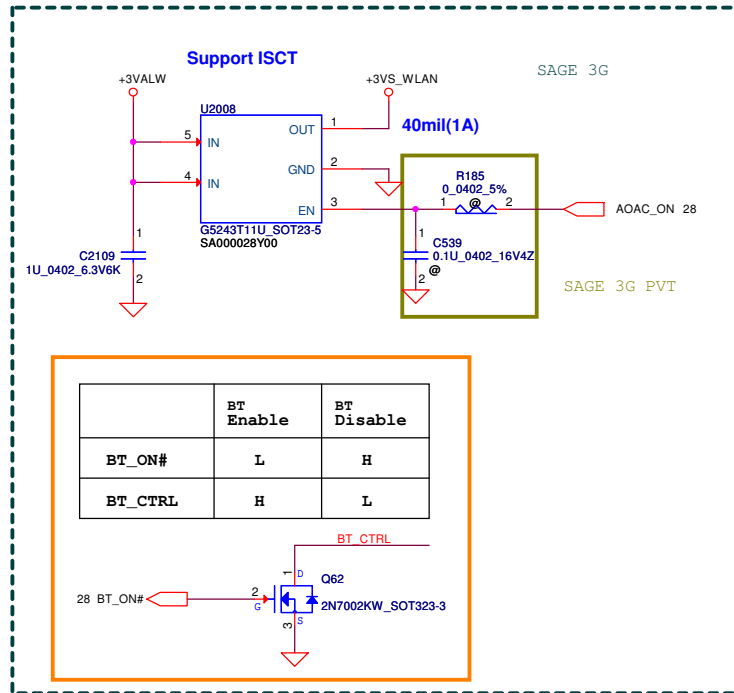 Support ISCT
+3VALW
+3VS_WLAN
SAGE 3G
U2008
OUT 1
40mil(1A)
5 IN
GND 2
4 IN
R185
0_0402_5%
@
EN 3
1 2
AOAC_ON 28
G5243T11U_SOT23-5
SA000028Y00
1
C2109
1U_0402_6.3V6K
2
1
C539
0.1U_0402_16V4Z
@
2
SAGE 3G PVT
BT Enable BT Disable
BT_ON# L H
BT_CTRL H L
BT_CTRL
1 D
Q62
28 BT_ON#
2 G
2N7002KW_SOT323-3
3 S